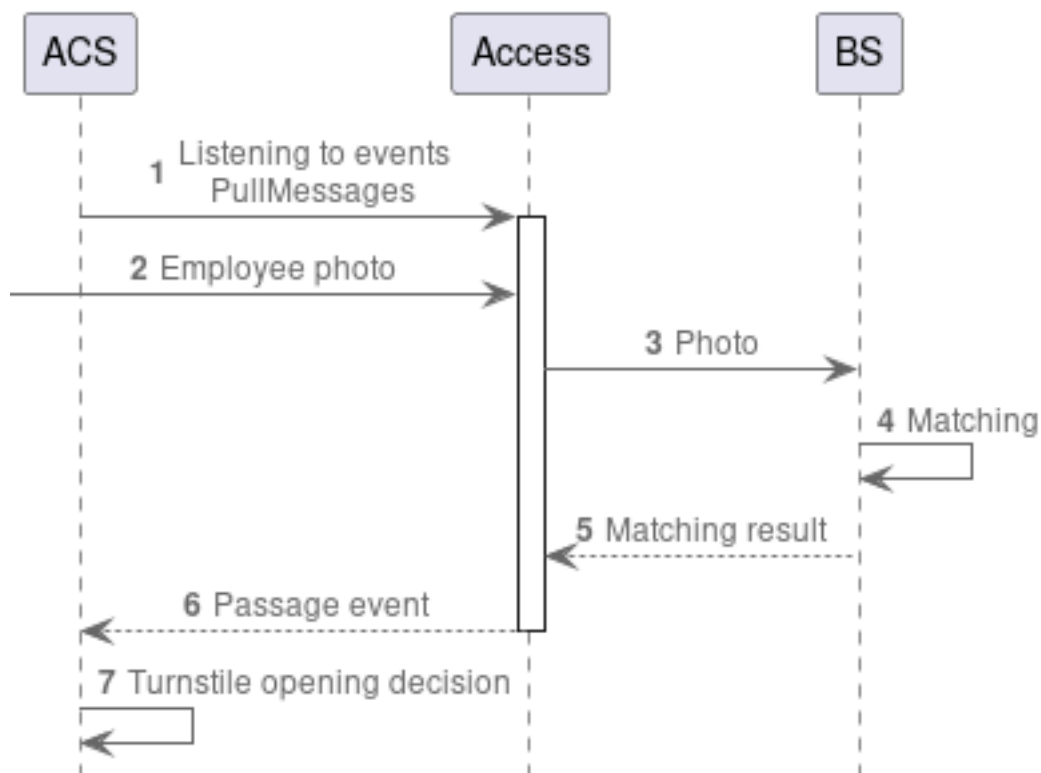 ACS Access BS
1 Listening to events
PullMessages
2 Employee photo
3 Photo
4 Matching
5 Matching result
6 Passage event
7 Turnstile opening decision